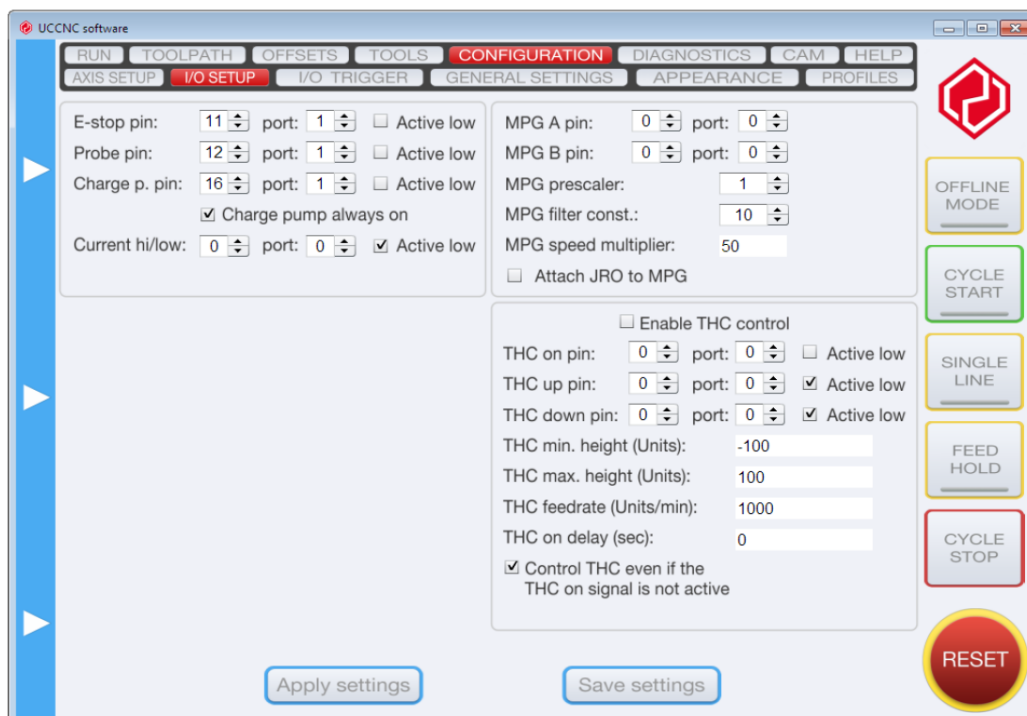 UCCNC software
RUN TOOLPATH OFFSETS TOOLS CONFIGURATION DIAGNOSTICS CAM HELP
AXIS SETUP I/O SETUP I/O TRIGGER GENERAL SETTINGS APPEARANCE PROFILES
E-stop pin: 11 port: 1 Active low
Probe pin: 12 port: 1 Active low
Charge p. pin: 16 port: 1 Active low
Charge pump always on
Current hi/low: 0 port: 0 Active low
MPG A pin: 0 port: 0
MPG B pin: 0 port: 0
MPG prescaler: 1
MPG filter const.: 10
MPG speed multiplier: 50
Attach JRO to MPG
Enable THC control
THC on pin: 0 port: 0 Active low
THC up pin: 0 port: 0 Active low
THC down pin: 0 port: 0 Active low
THC min. height (Units): -100
THC max. height (Units): 100
THC feedrate (Units/min): 1000
THC on delay (sec): 0
Control THC even if the
THC on signal is not active
Apply settings Save settings
OFFLINE
MODE
CYCLE
START
SINGLE
LINE
FEED
HOLD
CYCLE
STOP
RESET